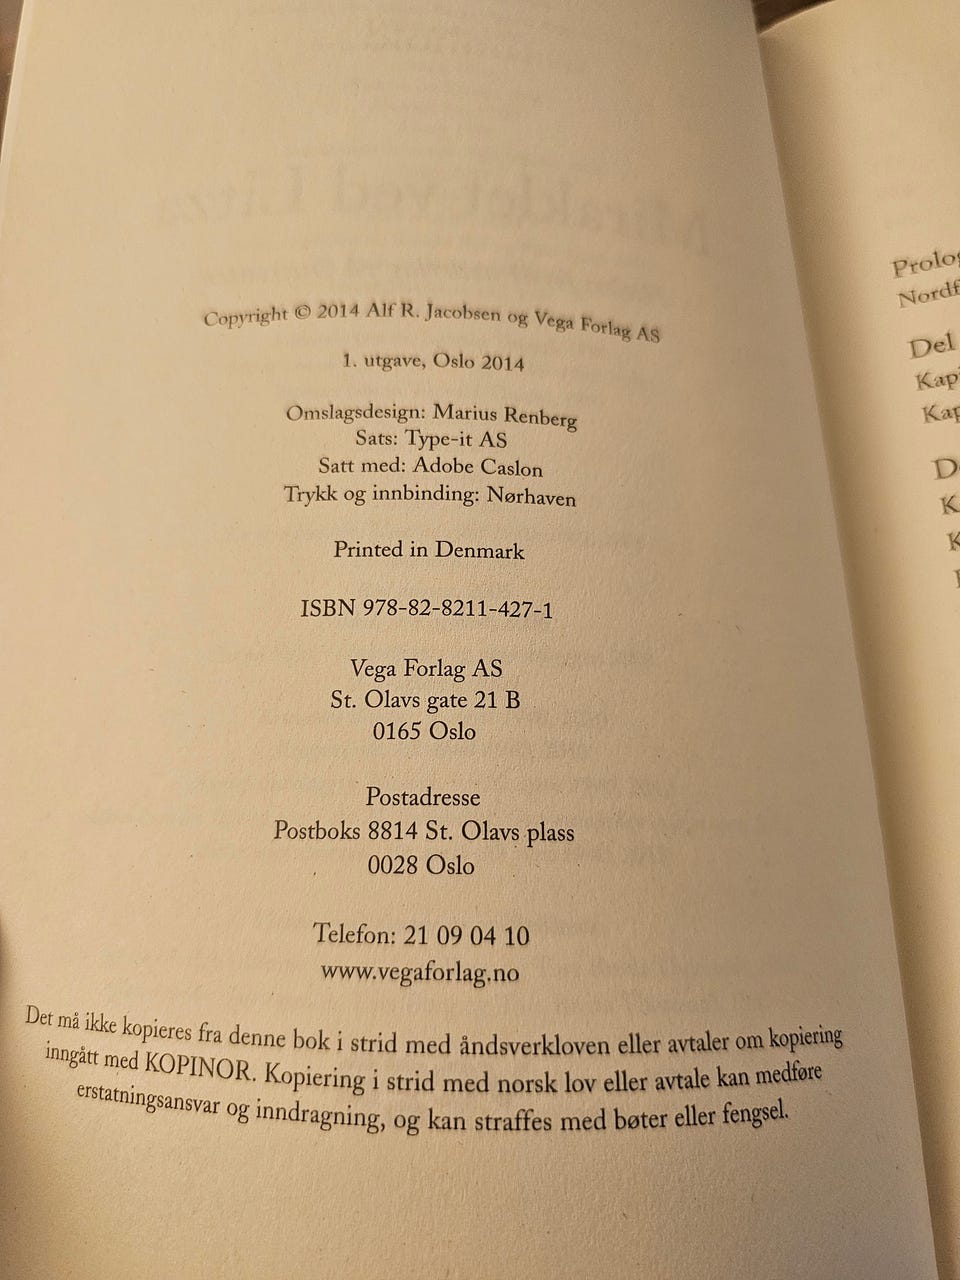 Copyright © 2014 Alf R. Jacobsen og Vega Forlag AS
1. utgave, Oslo 2014
Omslagsdesign: Marius Renberg
Sats: Type-it AS
Satt med: Adobe Caslon
Trykk og innbinding: Nørhaven
Printed in Denmark
ISBN 978-82-8211-427-1
Vega Forlag AS
St. Olavs gate 21 B
0165 Oslo
Postadresse
Postboks 8814 St. Olavs plass
0028 Oslo
Telefon: 21 09 04 10
www.vegaforlag.no
Det må ikke kopieres fra denne bok i strid med åndsverkloven eller avtaler om kopiering
inngått med KOPINOR. Kopiering i strid med norsk lov eller avtale kan medføre
erstatningsansvar og inndragning, og kan straffes med bøter eller fengsel.
Del